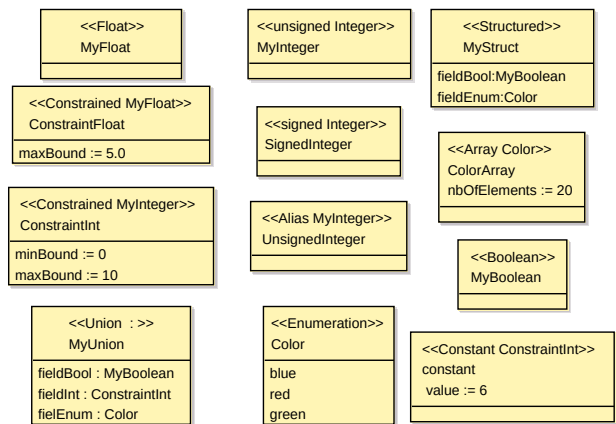 <<Float>>
MyFloat
<<Constrained MyFloat>>
ConstraintFloat
maxBound := 5.0
<<Constrained MyInteger>>
ConstraintInt
minBound := 0
maxBound := 10
<<Union  : >>
MyUnion
fieldBool : MyBoolean
fieldInt : ConstraintInt
fielEnum : Color
<<unsigned Integer>>
MyInteger
<<signed Integer>>
SignedInteger
<<Alias MyInteger>>
UnsignedInteger
<<Enumeration>>
Color
blue
red
green
<<Structured>>
MyStruct
fieldBool:MyBoolean
fieldEnum:Color
<<Array Color>>
ColorArray
nbOfElements := 20
<<Boolean>>
MyBoolean
<<Constant ConstraintInt>>
constant
value := 6